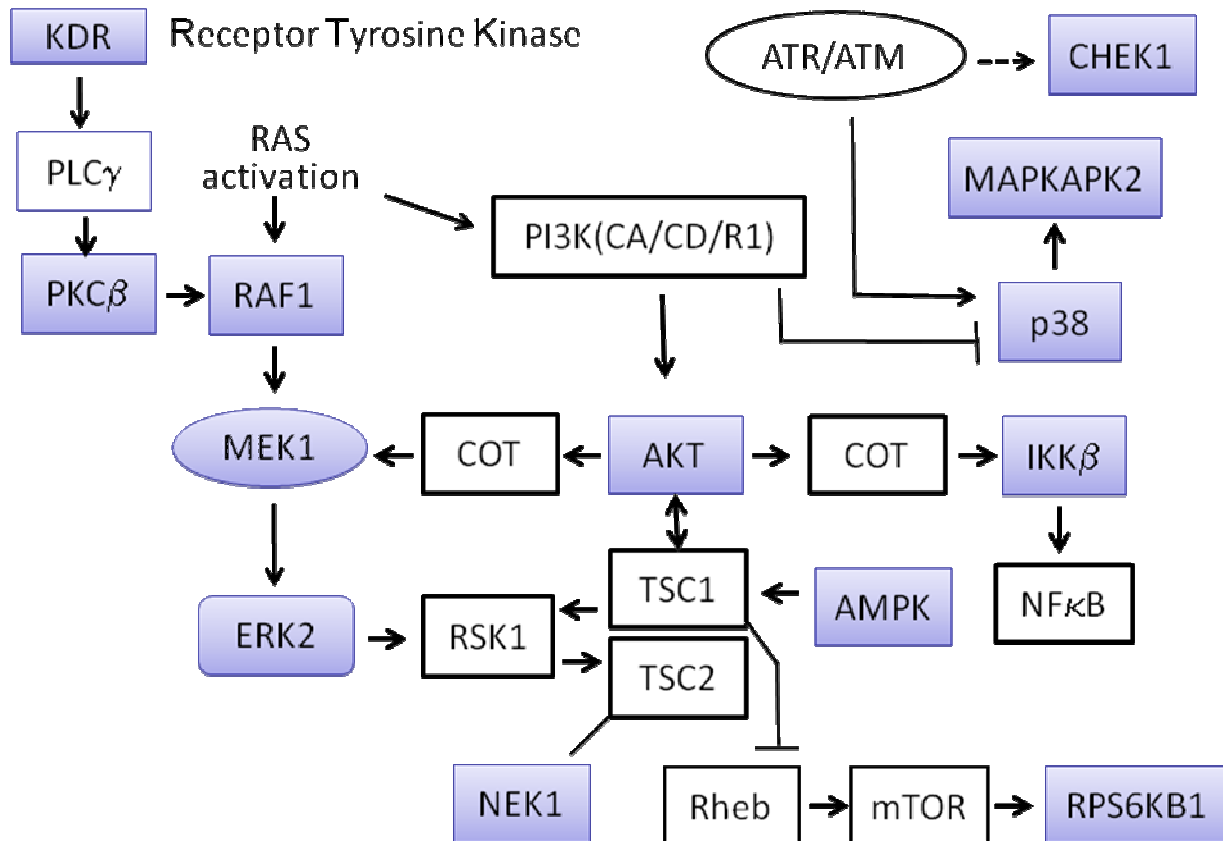 KDR
Receptor Tyrosine Kinase
ATR/ATM
CHEK1
PLCγ
RAS
activation
MAPKAPK2
PI3K(CA/CD/R1)
PKCβ
RAF1
p38
MEK1
COT
AKT
COT
IKKβ
TSC1
AMPK
NFκB
ERK2
RSK1
TSC2
NEK1
Rheb
mTOR
RPS6KB1